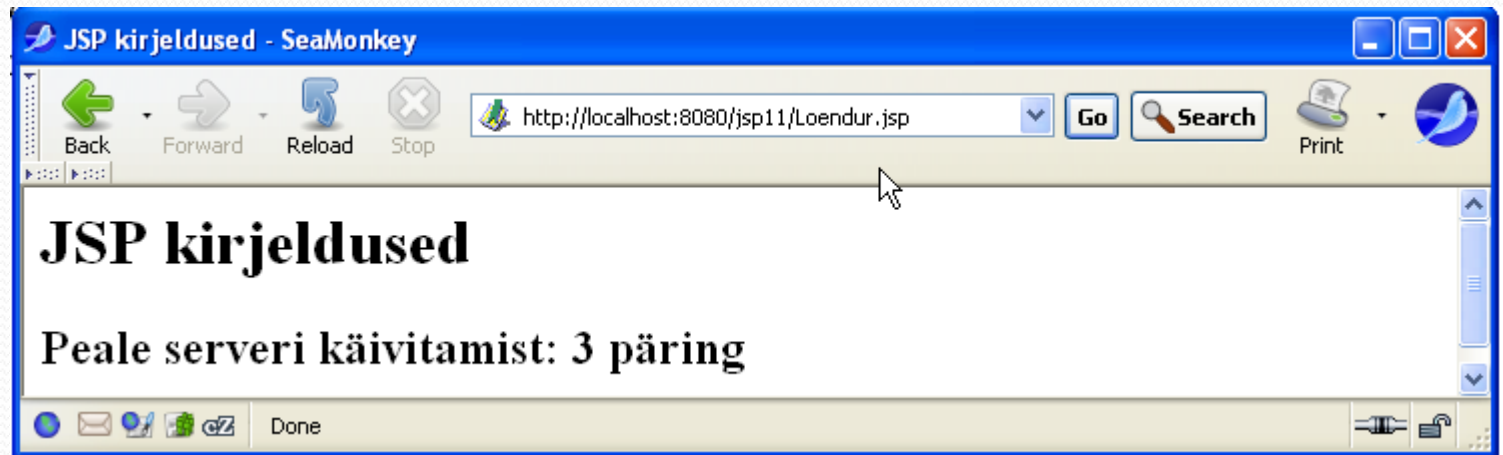 JSP kirjeldused - SeaMonkey
Back Forward Reload Stop http://localhost:8080/jsp11/Loendur.jsp Go Search Print
JSP kirjeldused
Peale serveri käivitamist: 3 päring
Done